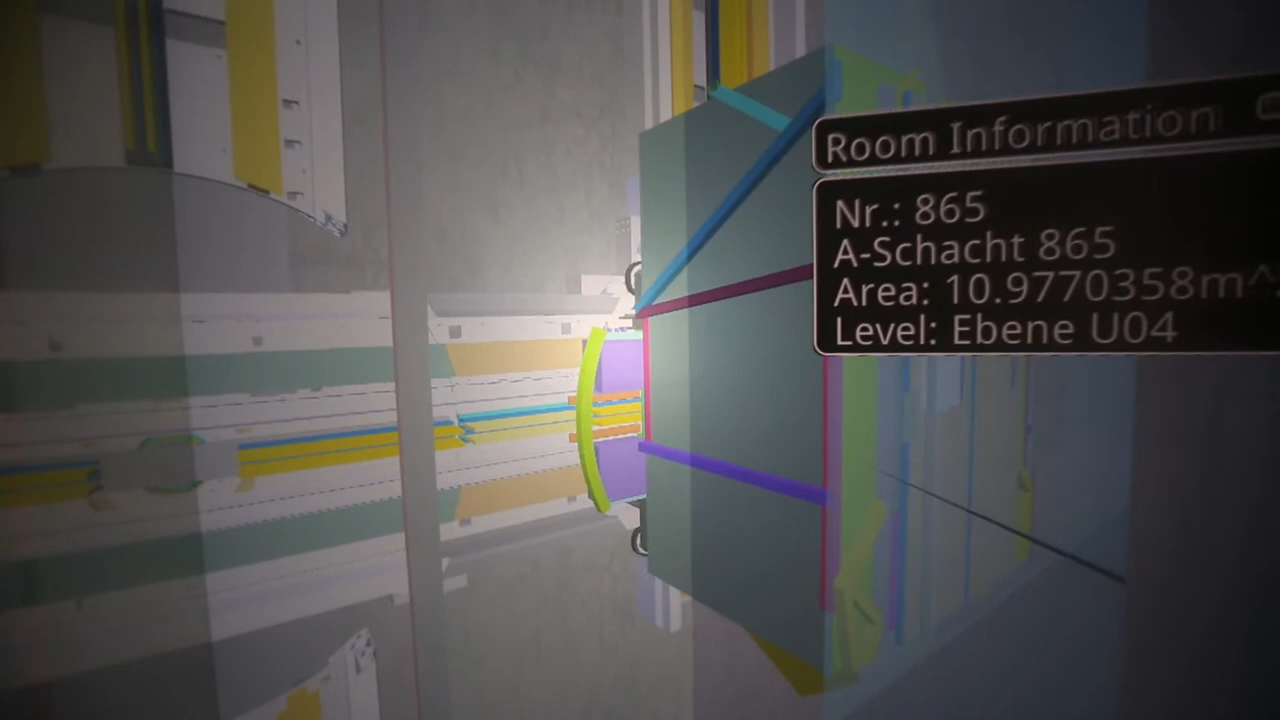 Room Information
Nr.: 865
A-Schacht 865
Area: 10.9770358m^
Level: Ebene U04